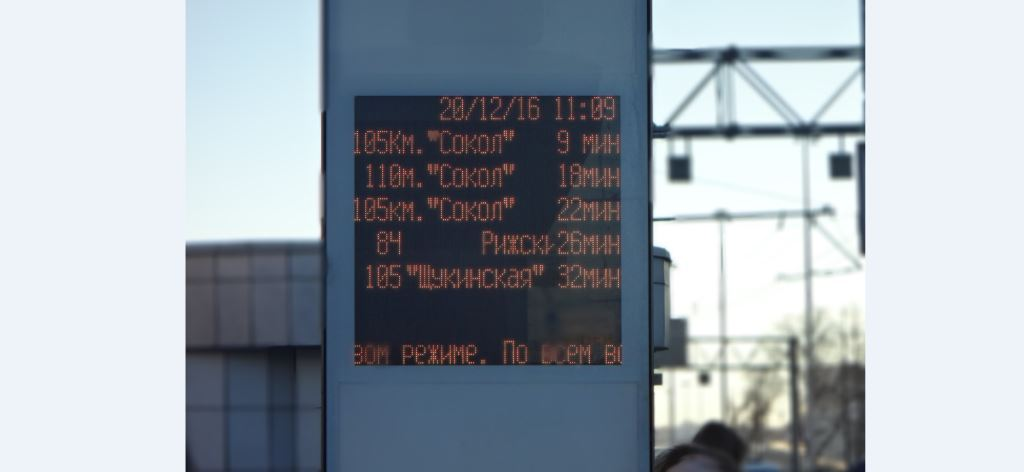 20/12/16 11:09
105Км."Сокол" 9 мин
110м."Сокол" 18мин
105км."Сокол" 22мин
84 Рижски 26мин
105 "Щукинская" 32мин
вом режиме. По всем во